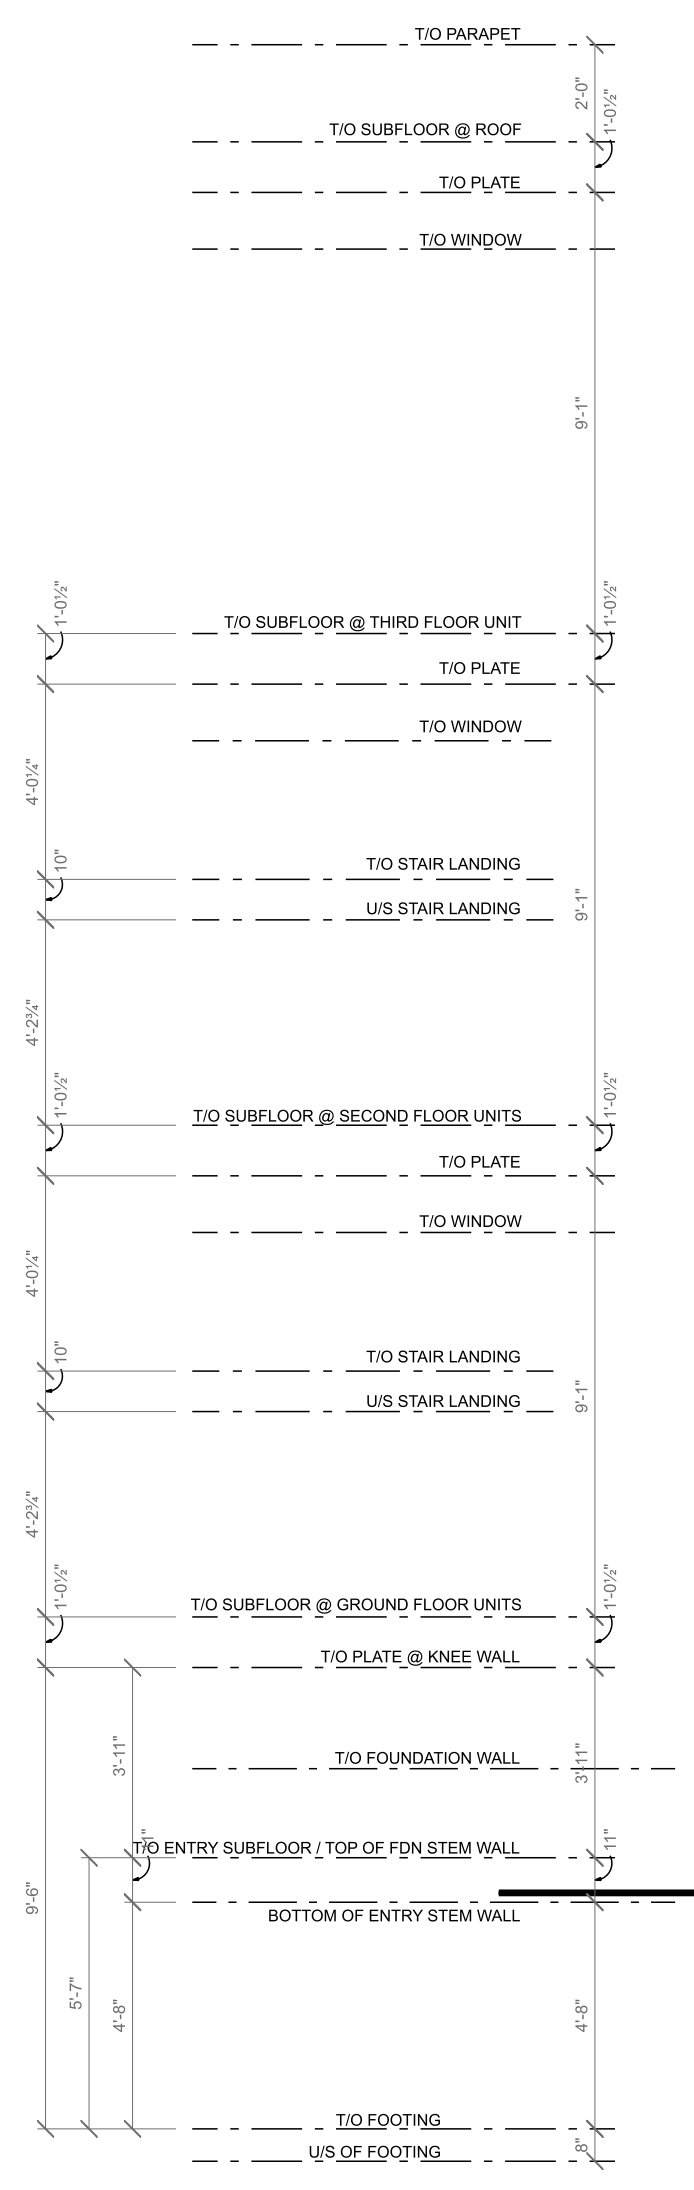 T/O PARAPET
2'-0"
1'-0½"
T/O SUBFLOOR @ ROOF
T/O PLATE
T/O WINDOW
9'-1"
1'-0½"
T/O SUBFLOOR @ THIRD FLOOR UNIT
1'-0½"
T/O PLATE
T/O WINDOW
4'-0¼"
10"
T/O STAIR LANDING
U/S STAIR LANDING
9'-1"
4'-2¾"
1'-0½"
T/O SUBFLOOR @ SECOND FLOOR UNITS
1'-0½"
T/O PLATE
T/O WINDOW
4'-0¼"
10"
T/O STAIR LANDING
U/S STAIR LANDING
9'-1"
4'-2¾"
1'-0½"
T/O SUBFLOOR @ GROUND FLOOR UNITS
1'-0½"
T/O PLATE @ KNEE WALL
3'-11"
T/O FOUNDATION WALL
3'-11"
11"
T/O ENTRY SUBFLOOR / TOP OF FDN STEM WALL
11"
9'-6"
BOTTOM OF ENTRY STEM WALL
5'-7"
4'-8"
4'-8"
T/O FOOTING
U/S OF FOOTING
8"